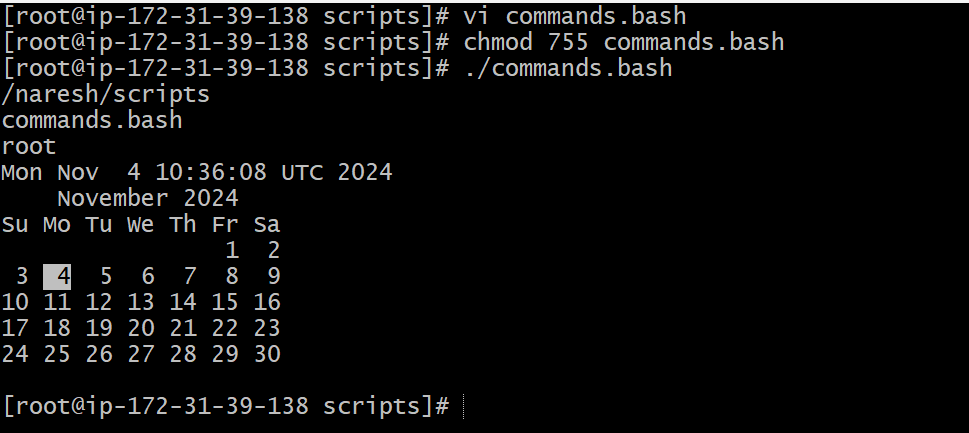 [root@ip-172-31-39-138 scripts]# vi commands.bash
[root@ip-172-31-39-138 scripts]# chmod 755 commands.bash
[root@ip-172-31-39-138 scripts]# ./commands.bash
/naresh/scripts
commands.bash
root
Mon Nov  4 10:36:08 UTC 2024
    November 2024
Su Mo Tu We Th Fr Sa
                1  2
 3  4  5  6  7  8  9
10 11 12 13 14 15 16
17 18 19 20 21 22 23
24 25 26 27 28 29 30
[root@ip-172-31-39-138 scripts]#